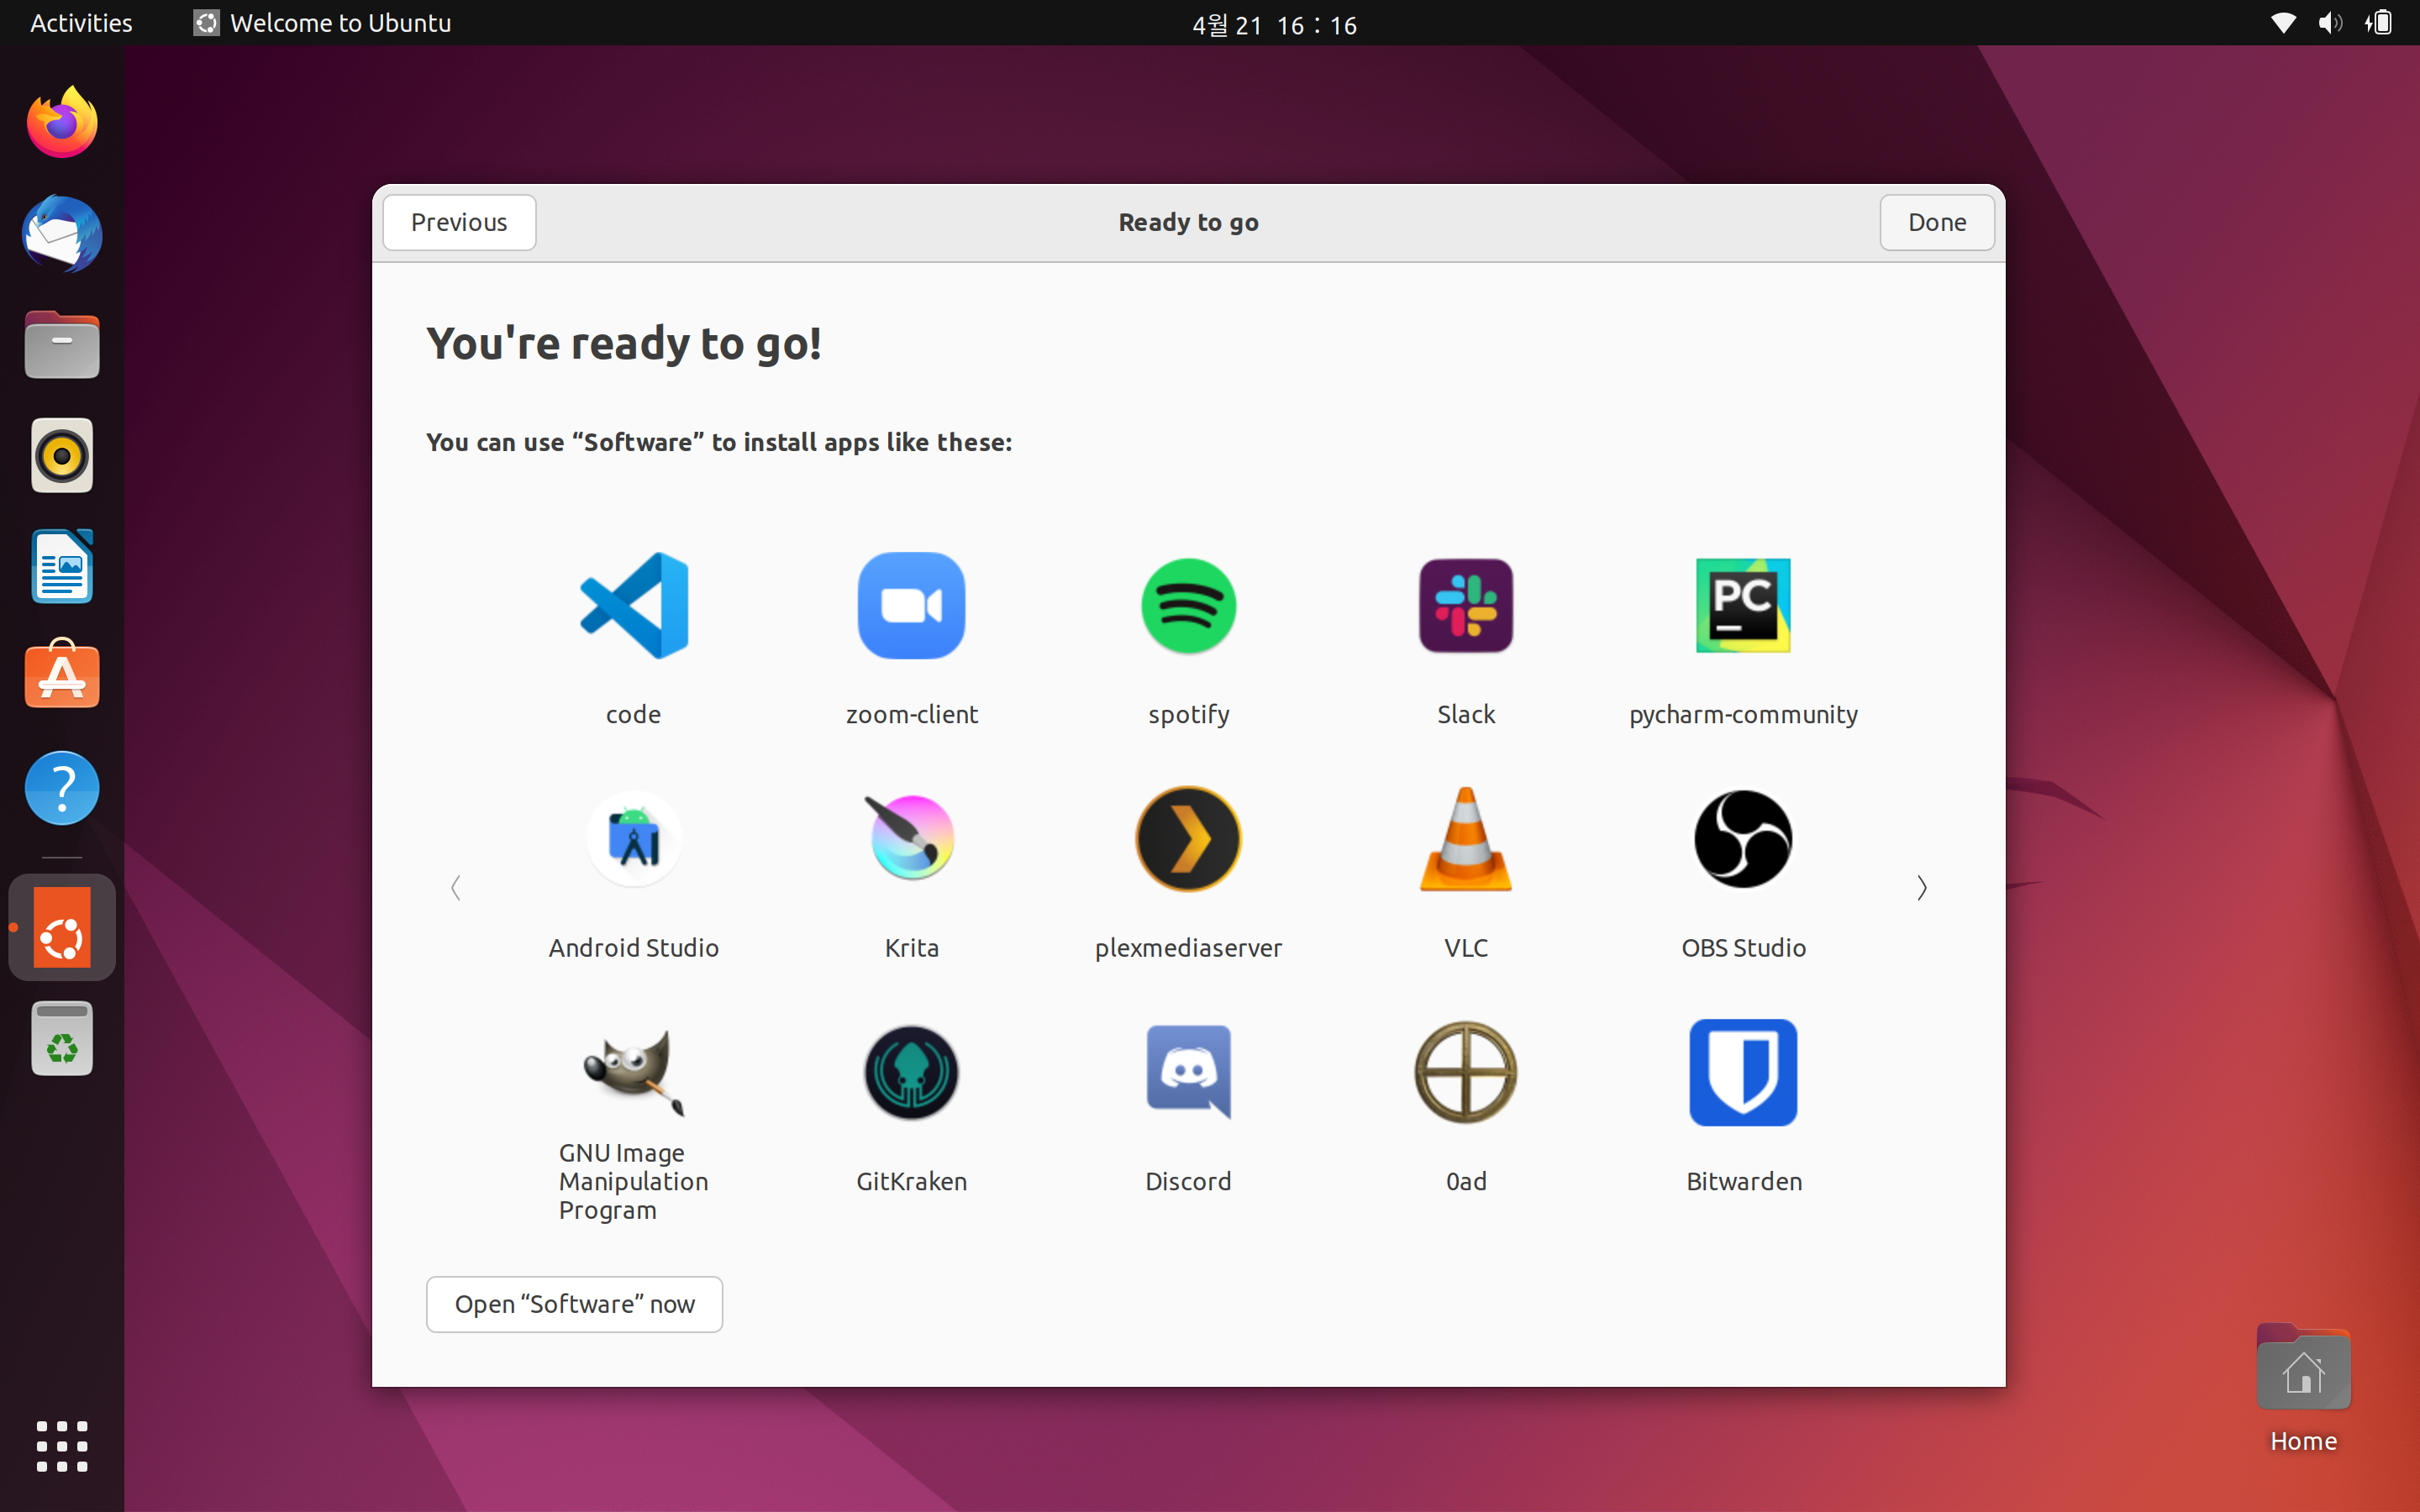 Activities
Welcome to Ubuntu
4월 21 16：16
Previous
Ready to go
Done
You're ready to go!
You can use “Software” to install apps like these:
PC
code
zoom-client
spotify
Slack
pycharm-community
Android Studio
Krita
plexmediaserver
VLC
OBS Studio
GNU Image
Manipulation
Program
GitKraken
Discord
0ad
Bitwarden
Open “Software” now
Home